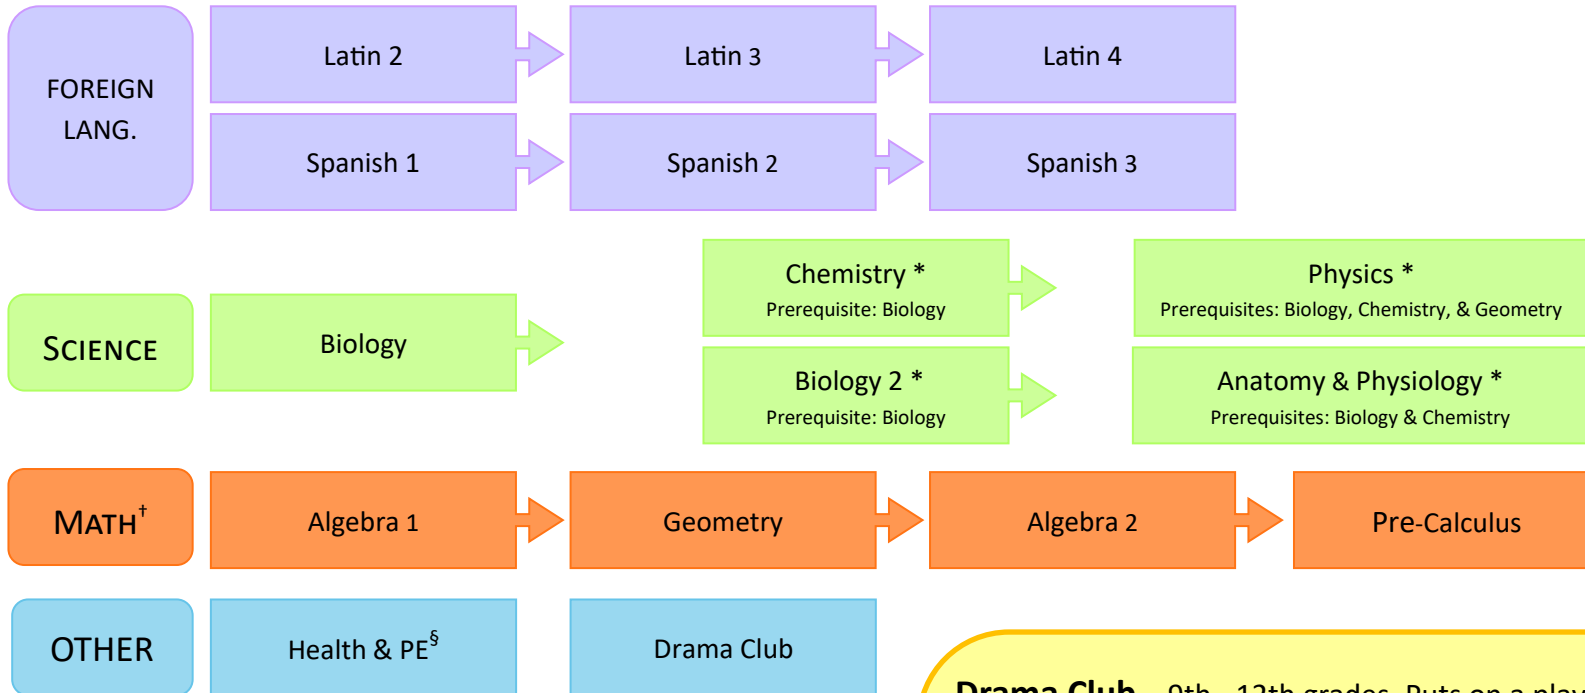 FOREIGN
LANG.
Latin 2
Latin 3
Latin 4
Spanish 1
Spanish 2
Spanish 3
SCIENCE
Biology
Chemistry *
Prerequisite: Biology
Physics *
Prerequisites: Biology, Chemistry, & Geometry
Biology 2 *
Prerequisite: Biology
Anatomy & Physiology *
Prerequisites: Biology & Chemistry
MATH†
Algebra 1
Geometry
Algebra 2
Pre-Calculus
OTHER
Health & PE§
Drama Club